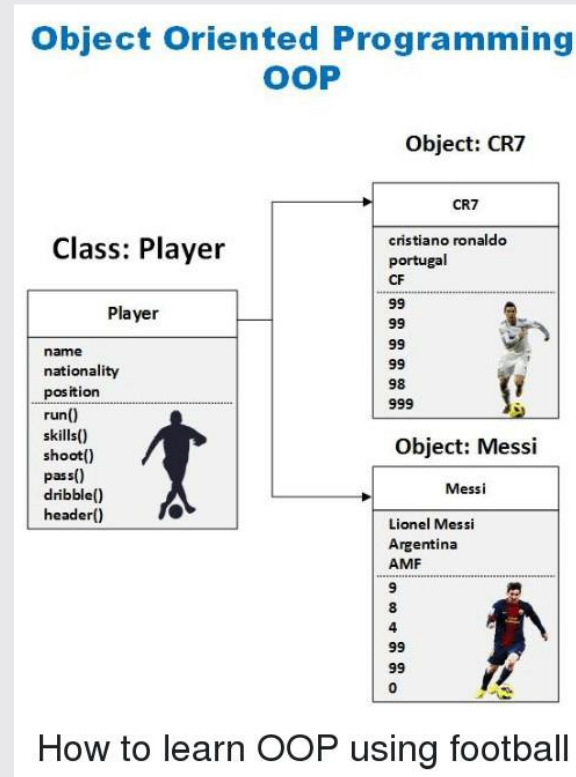 Object Oriented Programming
OOP
Class: Player
Player
name
nationality
position
run()
skills()
shoot()
pass()
dribble()
header()
Object: CR7
CR7
cristiano ronaldo
portugal
CF
99
99
99
99
98
999
Object: Messi
Messi
Lionel Messi
Argentina
AMF
9
8
4
99
99
0
How to learn OOP using football